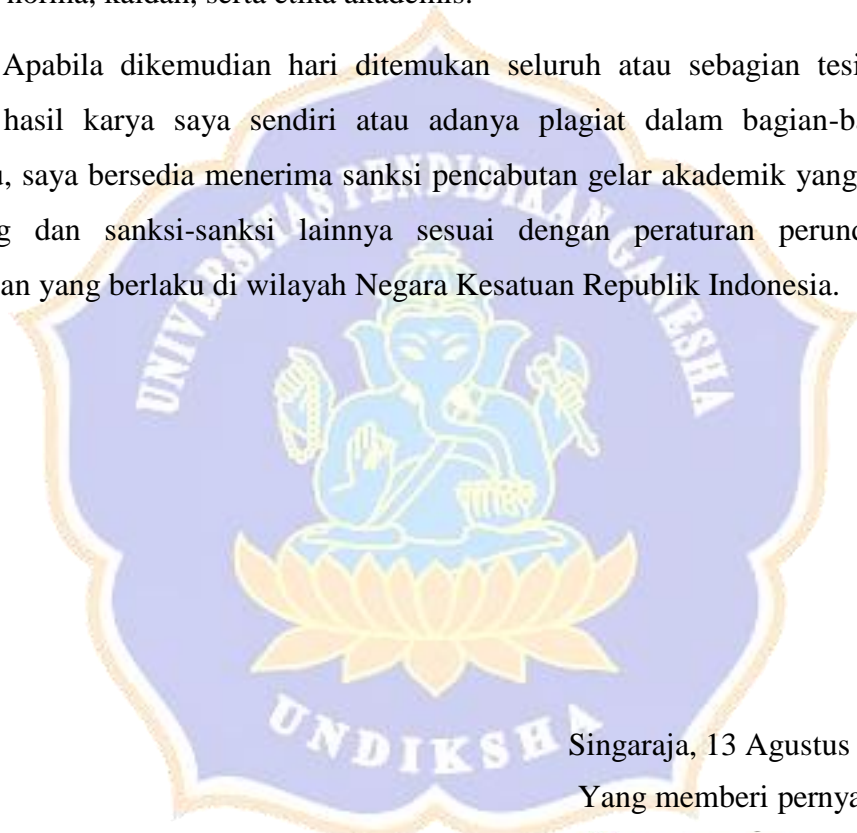 norma, kaidah, serta etika akademis.
Apabila dikemudian hari ditemukan seluruh atau sebagian tesi
hasil karya saya sendiri atau adanya plagiat dalam bagian-b
u, saya bersedia menerima sanksi pencabutan gelar akademik yang
g dan sanksi-sanksi lainnya sesuai dengan peraturan perund
an yang berlaku di wilayah Negara Kesatuan Republik Indonesia.
UNIVERSITAS PENDIDIKAN GANESHA
UNDIKSHA
Singaraja, 13 Agustus
Yang memberi pernya